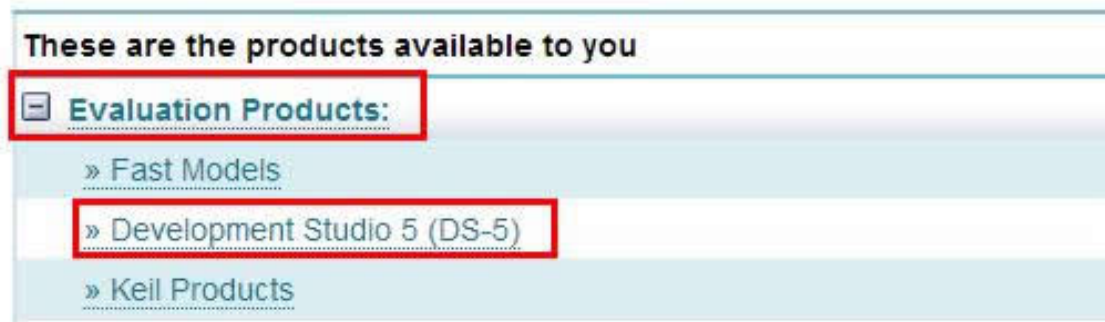 These are the products available to you
Evaluation Products:
» Fast Models
» Development Studio 5 (DS-5)
» Keil Products